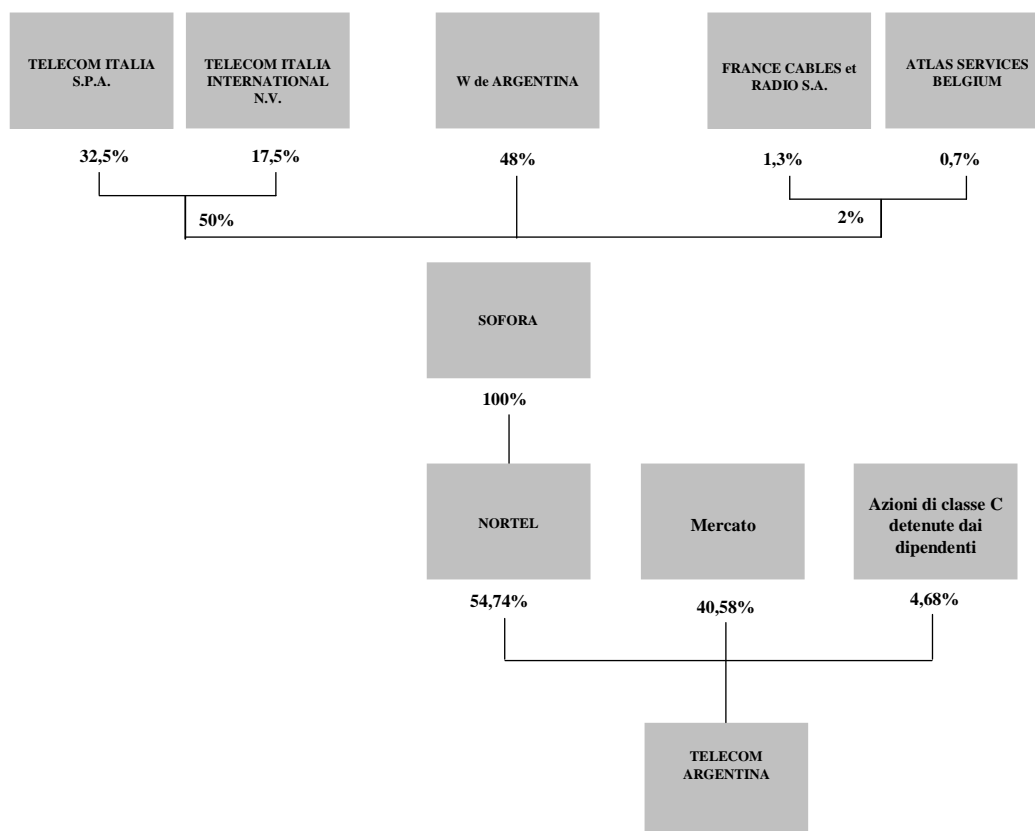 TELECOM ITALIA
S.P.A.
TELECOM ITALIA
INTERNATIONAL
N.V.
W de ARGENTINA
FRANCE CABLES et
RADIO S.A.
ATLAS SERVICES
BELGIUM
32,5%
17,5%
48%
1,3%
0,7%
50%
2%
SOFORA
100%
NORTEL
Mercato
Azioni di classe C
detenute dai
dipendenti
54,74%
40,58%
4,68%
TELECOM
ARGENTINA